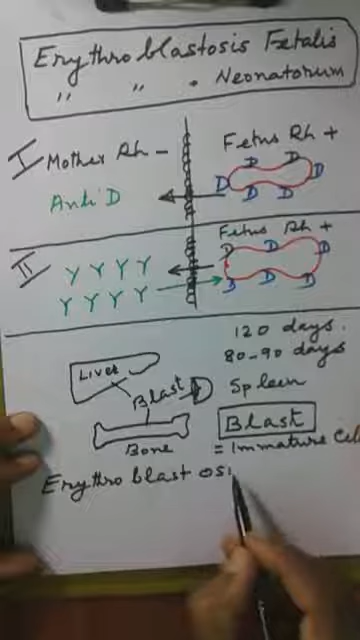 Erythroblastosis Fetalis
" " " Neonatorum
I Mother Rh -
Fetus Rh +
D D D D D D
Anti D
II
Fetus Rh +
Y Y Y Y
Y Y Y Y
D D D D D D
120 days.
80-90 days
Liver
Blast
Spleen
Bone
Blast
= Immature Cell
Erythroblastosi